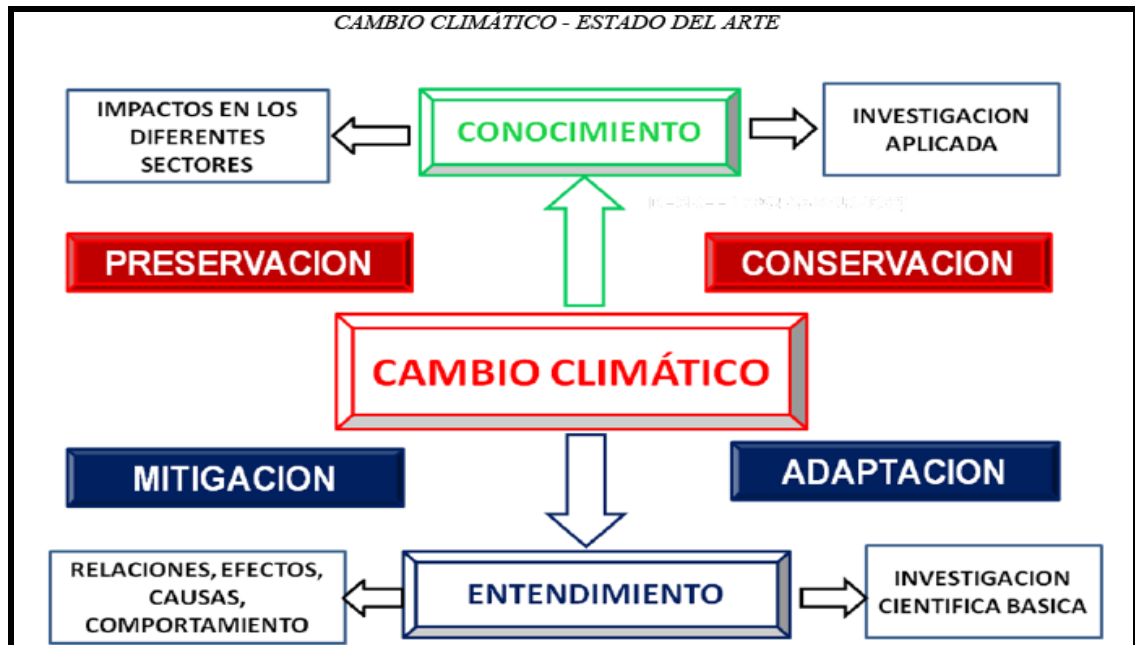 CAMBIO CLIMÁTICO - ESTADO DEL ARTE
IMPACTOS EN LOS
DIFERENTES
SECTORES
CONOCIMIENTO
INVESTIGACION
APLICADA
PRESERVACION
CONSERVACION
CAMBIO CLIMÁTICO
MITIGACION
ADAPTACION
RELACIONES, EFECTOS,
CAUSAS,
COMPORTAMIENTO
ENTENDIMIENTO
INVESTIGACION
CIENTIFICA BASICA